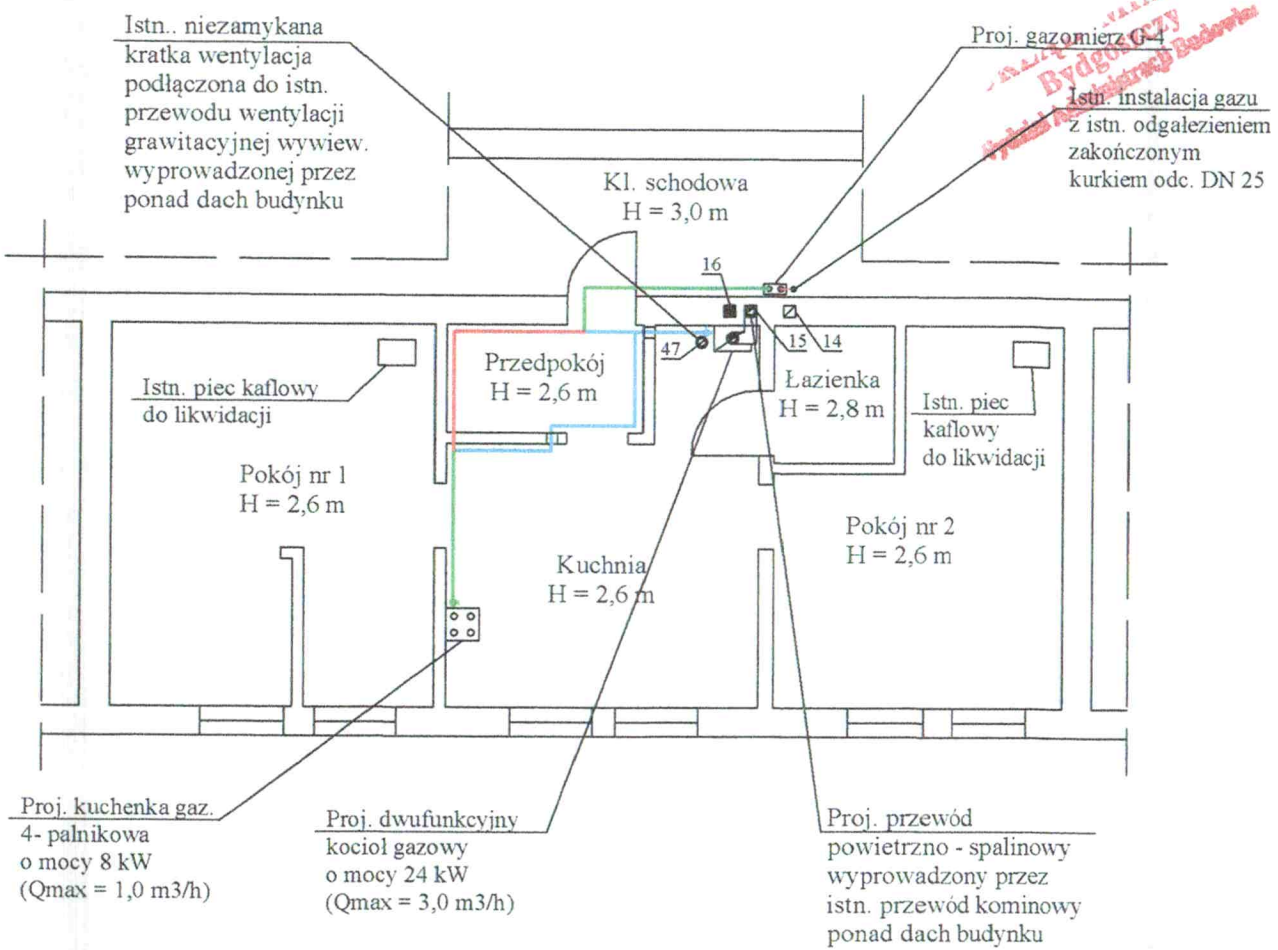 Istn.. niezamykana
kratka wentylacja
podłączona do istn.
przewodu wentylacji
grawitacyjnej wywiew.
wyprowadzonej przez
ponad dach budynku
Proj. gazomierz G-4
Bydgoszczy
Wydział Administracji Budowlan
Istn. instalacja gazu
z istn. odgałezieniem
zakończonym
kurkiem odc. DN 25
Kl. schodowa
H = 3,0 m
16
47
15
14
Przedpokój
H = 2,6 m
Łazienka
H = 2,8 m
Istn. piec kaflowy
do likwidacji
Istn. piec
kaflowy
do likwidacji
Pokój nr 1
H = 2,6 m
Kuchnia
H = 2,6 m
Pokój nr 2
H = 2,6 m
Proj. kuchenka gaz.
4- palnikowa
o mocy 8 kW
(Qmax = 1,0 m3/h)
Proj. dwufunkcyjny
kocioł gazowy
o mocy 24 kW
(Qmax = 3,0 m3/h)
Proj. przewód
powietrzno - spalinowy
wyprowadzony przez
istn. przewód kominowy
ponad dach budynku